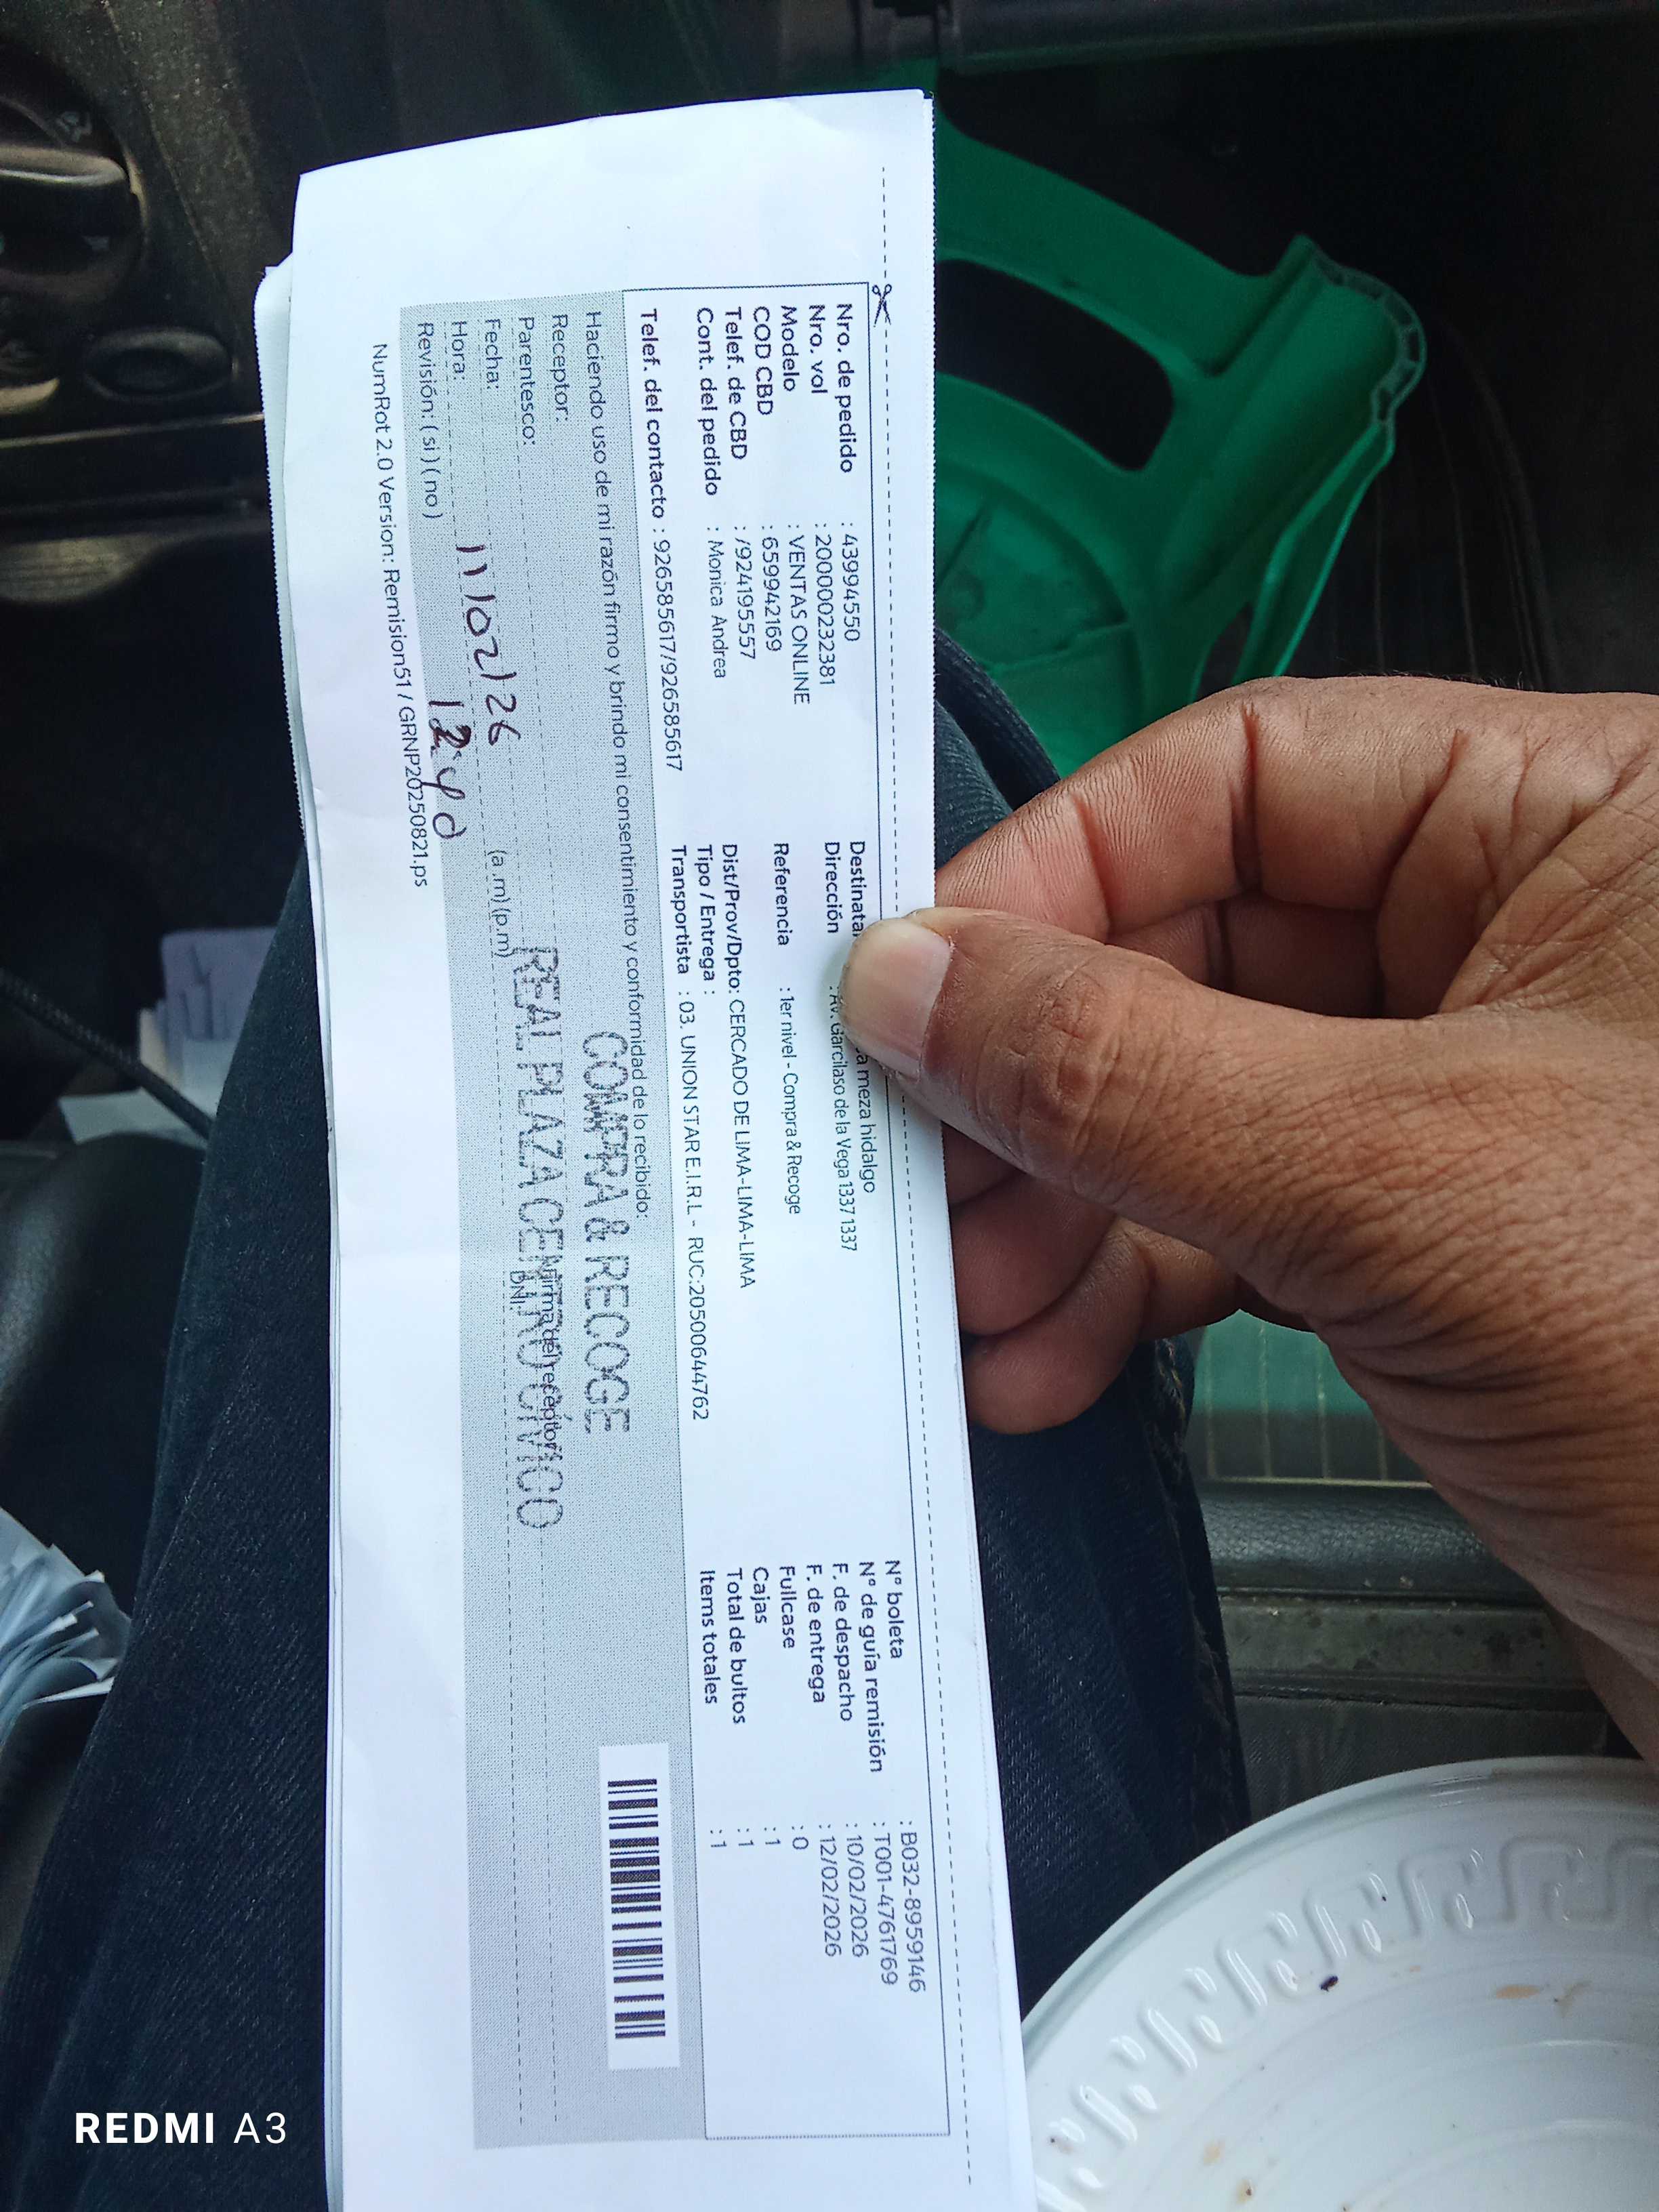 Nro. de pedido : 43994550
Nro. vol : 200000232381
Modelo : VENTAS ONLINE
COD CBD : 659942169
Telef. de CBD : /924195557
Cont. del pedido : Monica Andrea
Telef. del contacto : 926585617/926585617
Dirección : Av. Garcilaso de la Vega 1337 1337
meza hidalgo
Referencia : 1er nivel - Compra & Recoge
Dist/Prov/Dpto: CERCADO DE LIMA-LIMA-LIMA
Tipo / Entrega :
Transportista : 03. UNION STAR E.I.R.L - RUC:20500644762
N° boleta : B032-8959146
N° de guía remisión : T001-4761769
F. de despacho : 10/02/2026
F. de entrega : 12/02/2026
Fullcase : 0
Cajas : 1
Total de bultos : 1
Items totales : 1
Haciendo uso de mi razón firmo y brindo mi consentimiento y conformidad de lo recibido:
Receptor:
Parentesco:
Fecha: 11/02/26
Hora: (a.m) (p.m)
Revisión: ( si ) ( no )
COMPRA & RECOGE
REAL PLAZA CENTRO CIVICO
Firma del receptor
DNI:
NumRot 2.0 Version: Remision51 / GRNP20250821.ps
REDMI A3